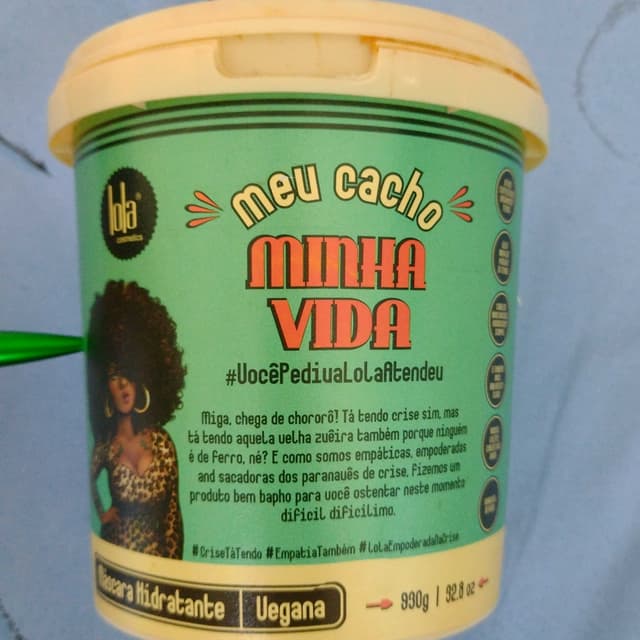 lola
cosmetics
meu cacho
MINHA
VIDA
#VocêPediuaLolaAtendeu
Miga, chega de chororô! Tá tendo crise sim, mas
tá tendo aquela velha zuêira também porque ninguém
é de ferro, né? E como somos empáticas, empoderadas
and sacadoras dos paranauês de crise, fizemos um
produto bem bapho para você ostentar neste momento
difícil dificílimo.
#CriseTáTendo #EmpatiaTambém #LolaEmpoderadaNaCrise
Máscara Hidratante | Vegana
930g | 32.8 oz